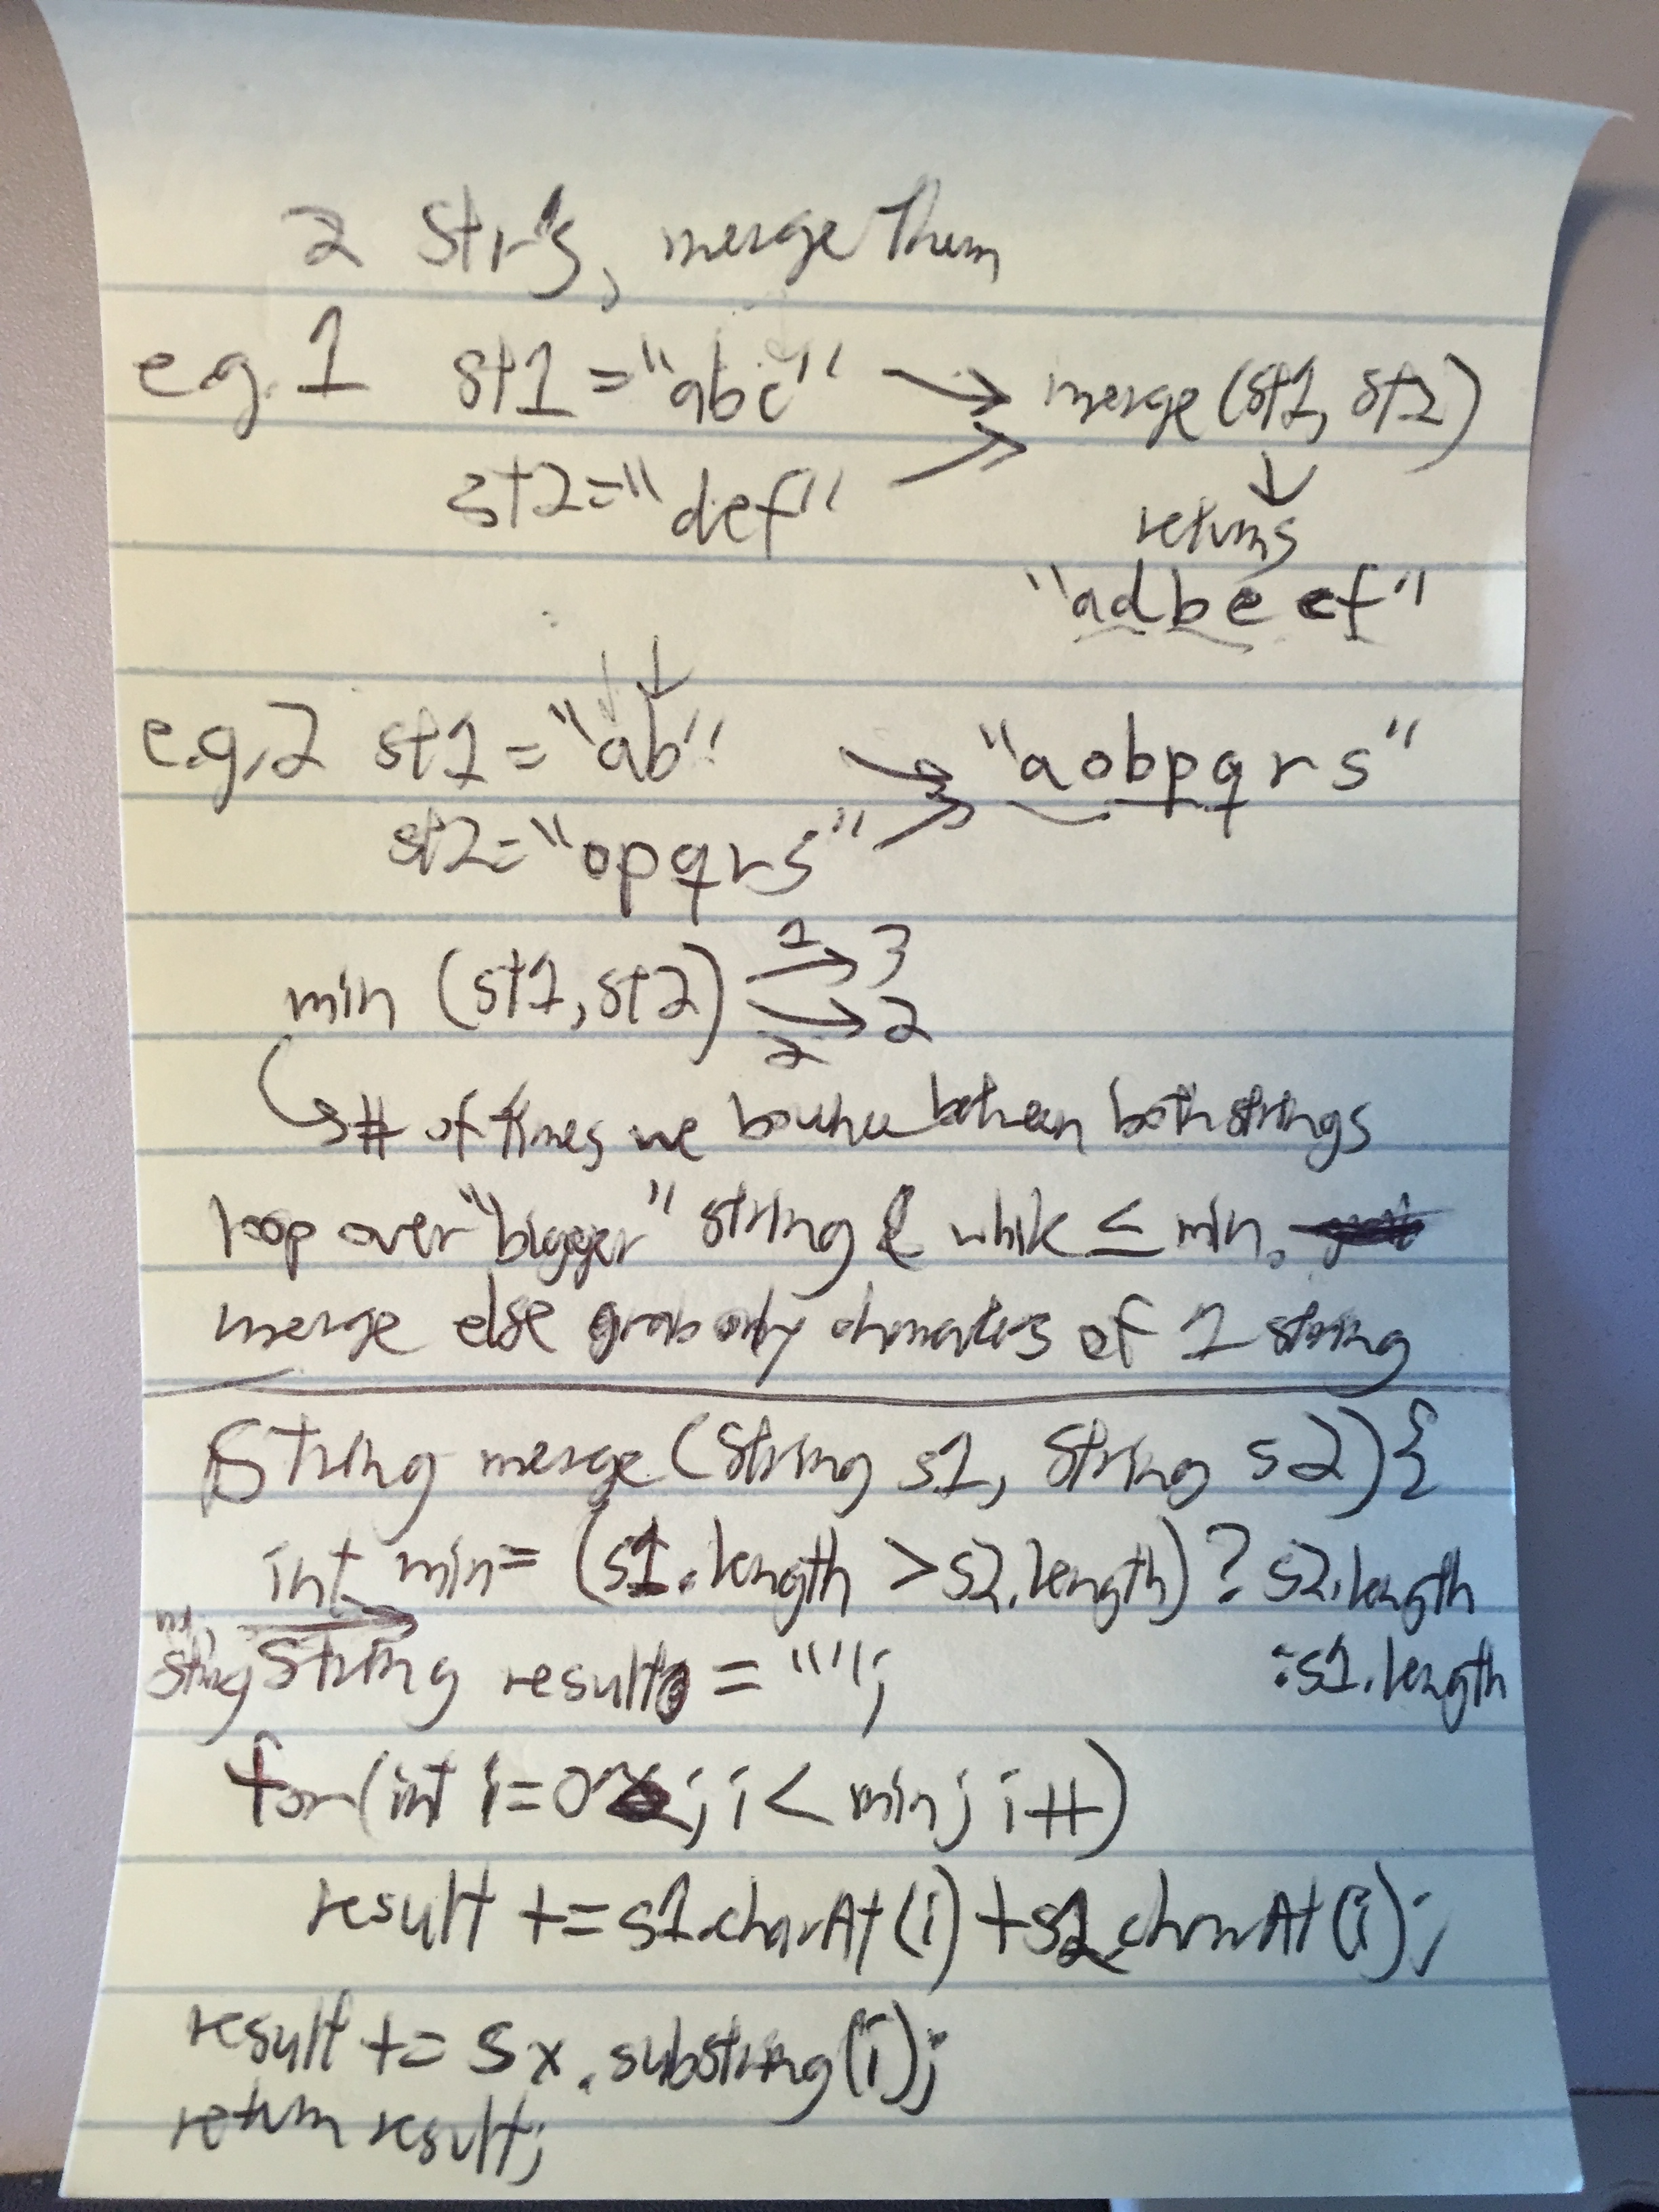 2 Str's, merge Them
e.g. 1 st1 = "abc" → merge (st1, st2)
st2 = "def" ↓
returns
"adbecf"
e.g. 2 st1 = "ab" → "aobpqrs"
st2 = "opqrs"
min (st1, st2) 1→ 3
2→ 2
# of times we bounce between both strings
loop over "bigger" string & while ≤ min,
merge else grab only characters of 1 string
String merge (String s1, String s2) {
int min = (s1.length > s2.length) ? s2.length
: s1.length
String result = "";
for (int i = 0; i < min; i++)
result += s1.charAt(i) + s2.charAt(i);
result += sx.substring(i);
return result;